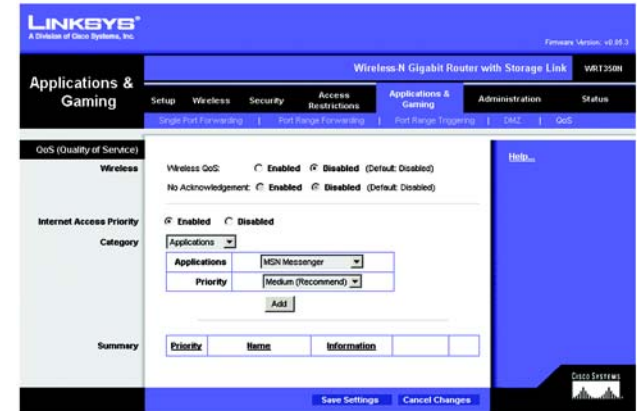 LINKSYS®
A Division of Cisco Systems, Inc.
Firmware Version: v0.95.3
Wireless-N Gigabit Router with Storage Link WRT350N
Applications & Gaming
Setup Wireless Security Access Restrictions Applications & Gaming Administration Status
Single Port Forwarding | Port Range Forwarding | Port Range Triggering | DMZ | QoS
QoS (Quality of Service)
Help...
Wireless
Wireless QoS: Enabled Disabled (Default: Disabled)
No Acknowledgement: Enabled Disabled (Default: Disabled)
Internet Access Priority Enabled Disabled
Category Applications
Applications MSN Messenger
Priority Medium (Recommend)
Add
Summary Priority Name Information
CISCO SYSTEMS
Save Settings Cancel Changes